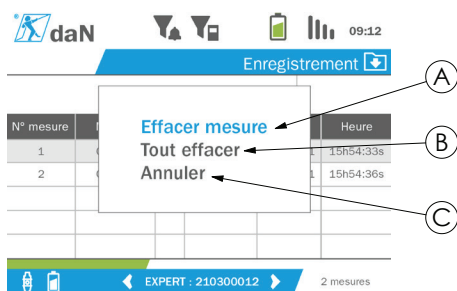 daN 09:12
Enregistrement
A
N° mesure Heure
Effacer mesure
1 15h54:33s
Tout effacer
B
2 15h54:36s
Annuler
C
EXPERT : 210300012 2 mesures